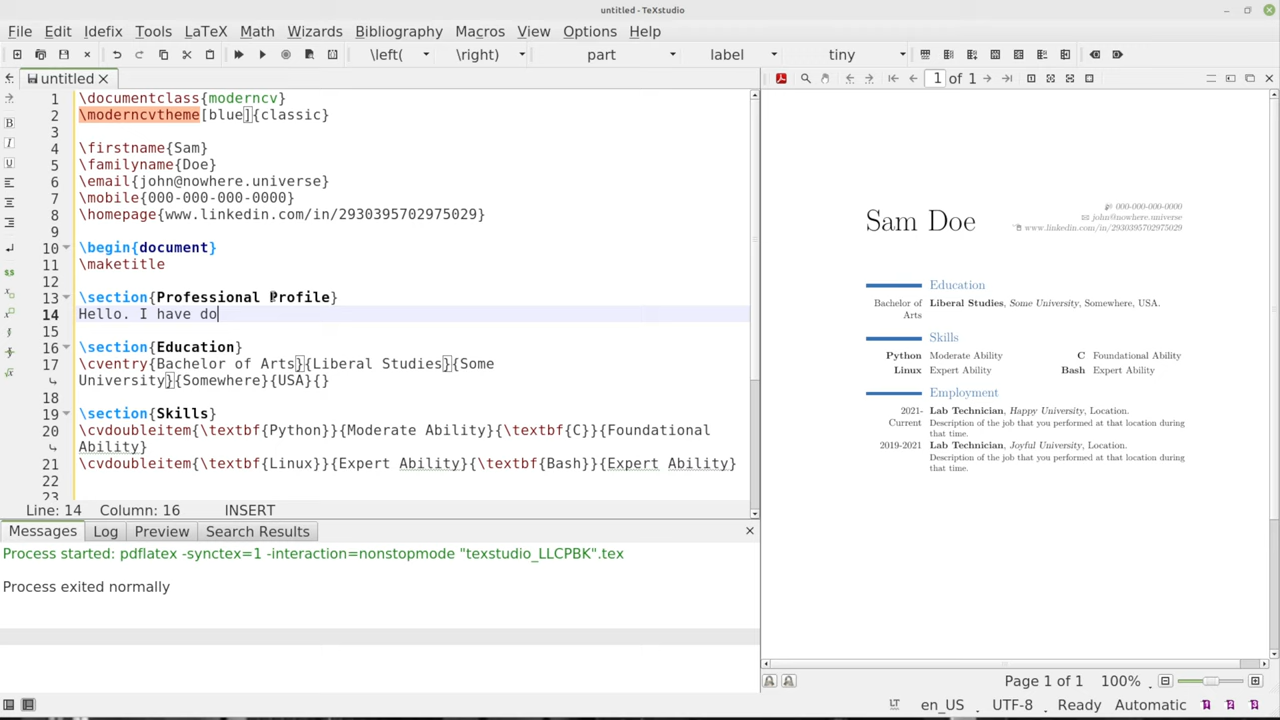 untitled - TeXstudio
File Edit Idefix Tools LaTeX Math Wizards Bibliography Macros View Options Help
\left( \right) part label tiny
untitled
1 of 1
1 \documentclass{moderncv}
2 \moderncvtheme[blue]{classic}
3
4 \firstname{Sam}
5 \familyname{Doe}
6 \email{john@nowhere.universe}
7 \mobile{000-000-000-0000}
8 \homepage{www.linkedin.com/in/2930395702975029}
9
10 \begin{document}
11 \maketitle
12
13 \section{Professional Profile}
14 Hello. I have do
15
16 \section{Education}
17 \cventry{Bachelor of Arts}{Liberal Studies}{Some
University}{Somewhere}{USA}{}
18
19 \section{Skills}
20 \cvdoubleitem{\textbf{Python}}{Moderate Ability}{\textbf{C}}{Foundational
Ability}
21 \cvdoubleitem{\textbf{Linux}}{Expert Ability}{\textbf{Bash}}{Expert Ability}
22
23
Line: 14 Column: 16 INSERT
Messages Log Preview Search Results
Process started: pdflatex -synctex=1 -interaction=nonstopmode "texstudio_LLCPBK".tex
Process exited normally
Sam Doe
000-000-000-0000
john@nowhere.universe
www.linkedin.com/in/2930395702975029
Education
Bachelor of Arts Liberal Studies, Some University, Somewhere, USA.
Skills
Python Moderate Ability C Foundational Ability
Linux Expert Ability Bash Expert Ability
Employment
2021- Lab Technician, Happy University, Location.
Current Description of the job that you performed at that location during
that time.
2019-2021 Lab Technician, Joyful University, Location.
Description of the job that you performed at that location during
that time.
Page 1 of 1 100%
LT en_US UTF-8 Ready Automatic 1 2 3